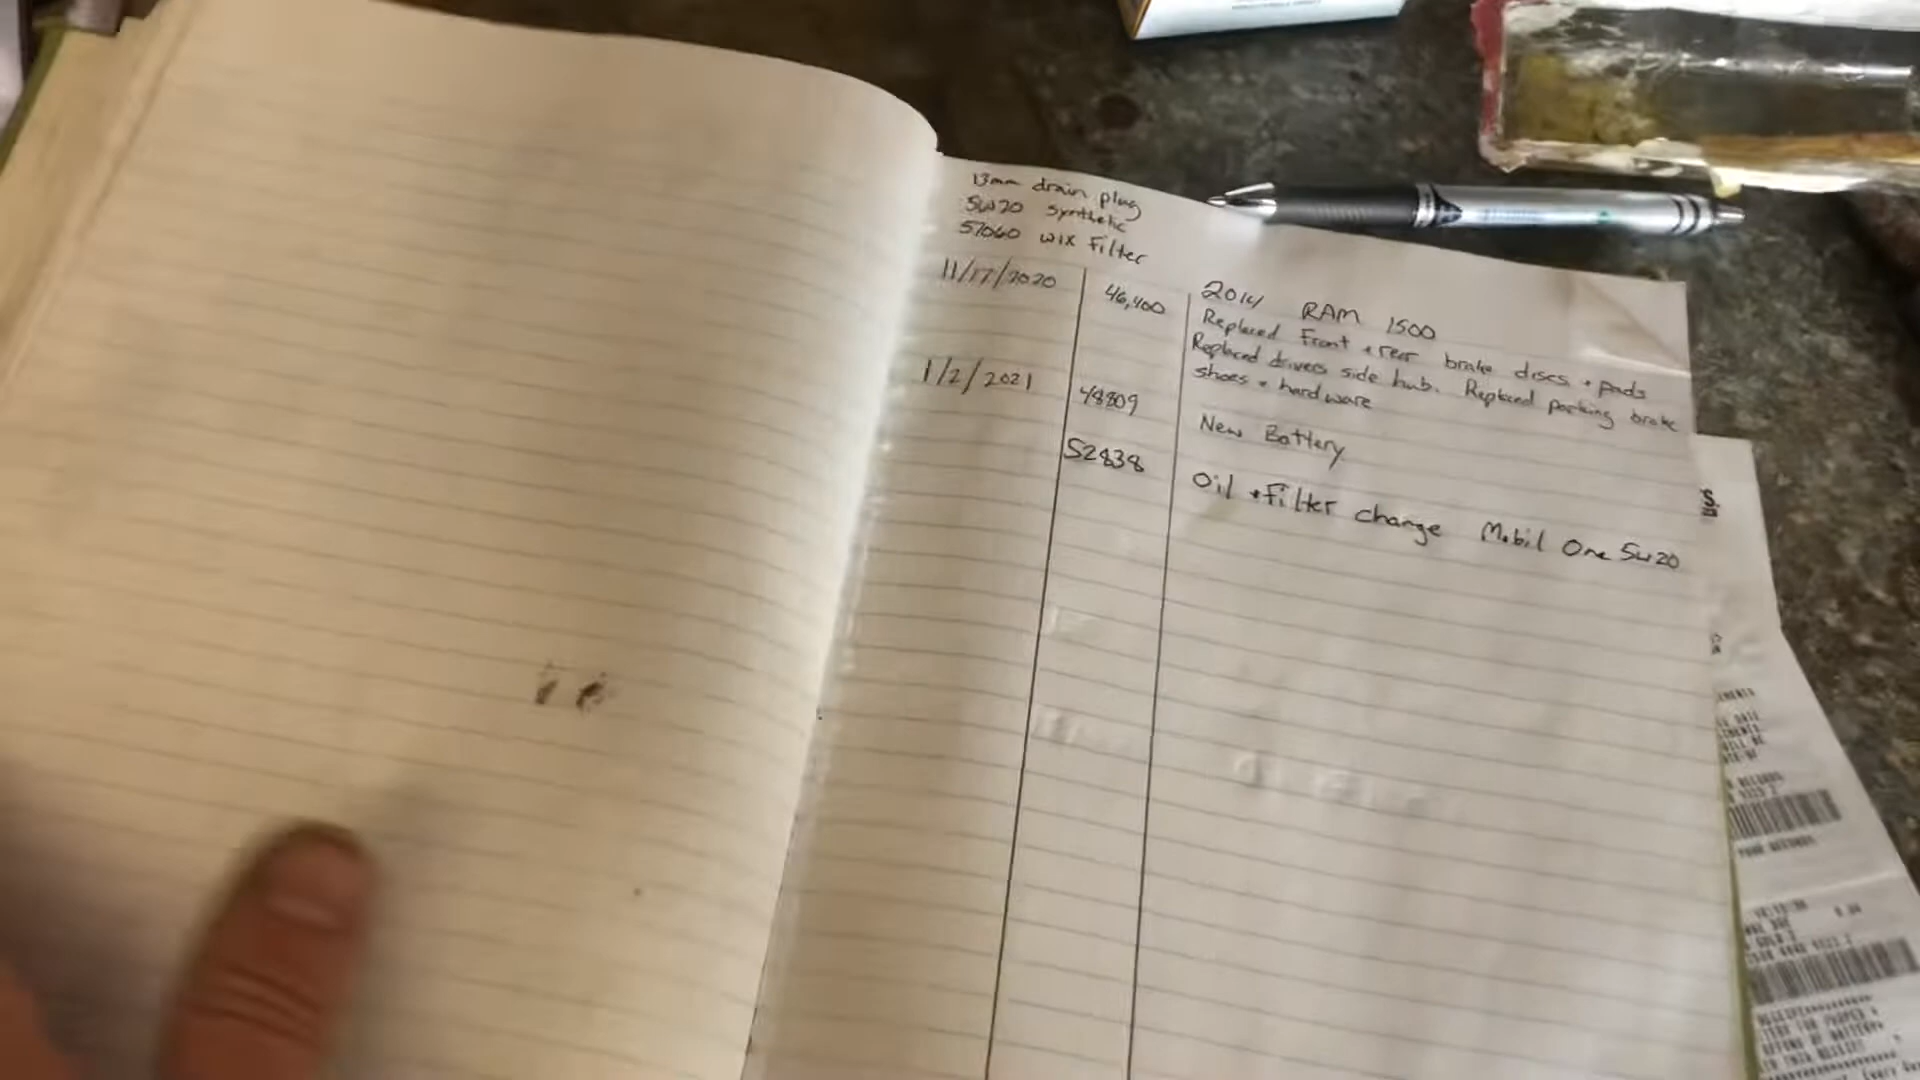 13mm drain plug
5W20 Synthetic
57060 WIX Filter
11/17/2020 46,400 2014 RAM 1500
Replaced Front + rear brake discs + pads
Replaced drivers side hub. Replaced parking brake
shoes + hardware
1/2/2021 48809 New Battery
52838 Oil + Filter change Mobil One 5W20
RECORDS